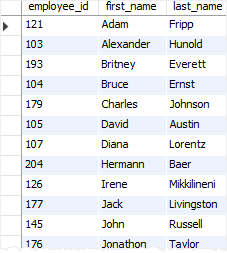 employee_id first_name last_name
121 Adam Fripp
103 Alexander Hunold
193 Britney Everett
104 Bruce Ernst
179 Charles Johnson
105 David Austin
107 Diana Lorentz
204 Hermann Baer
126 Irene Mikkilineni
177 Jack Livingston
145 John Russell
176 Jonathon Taylor